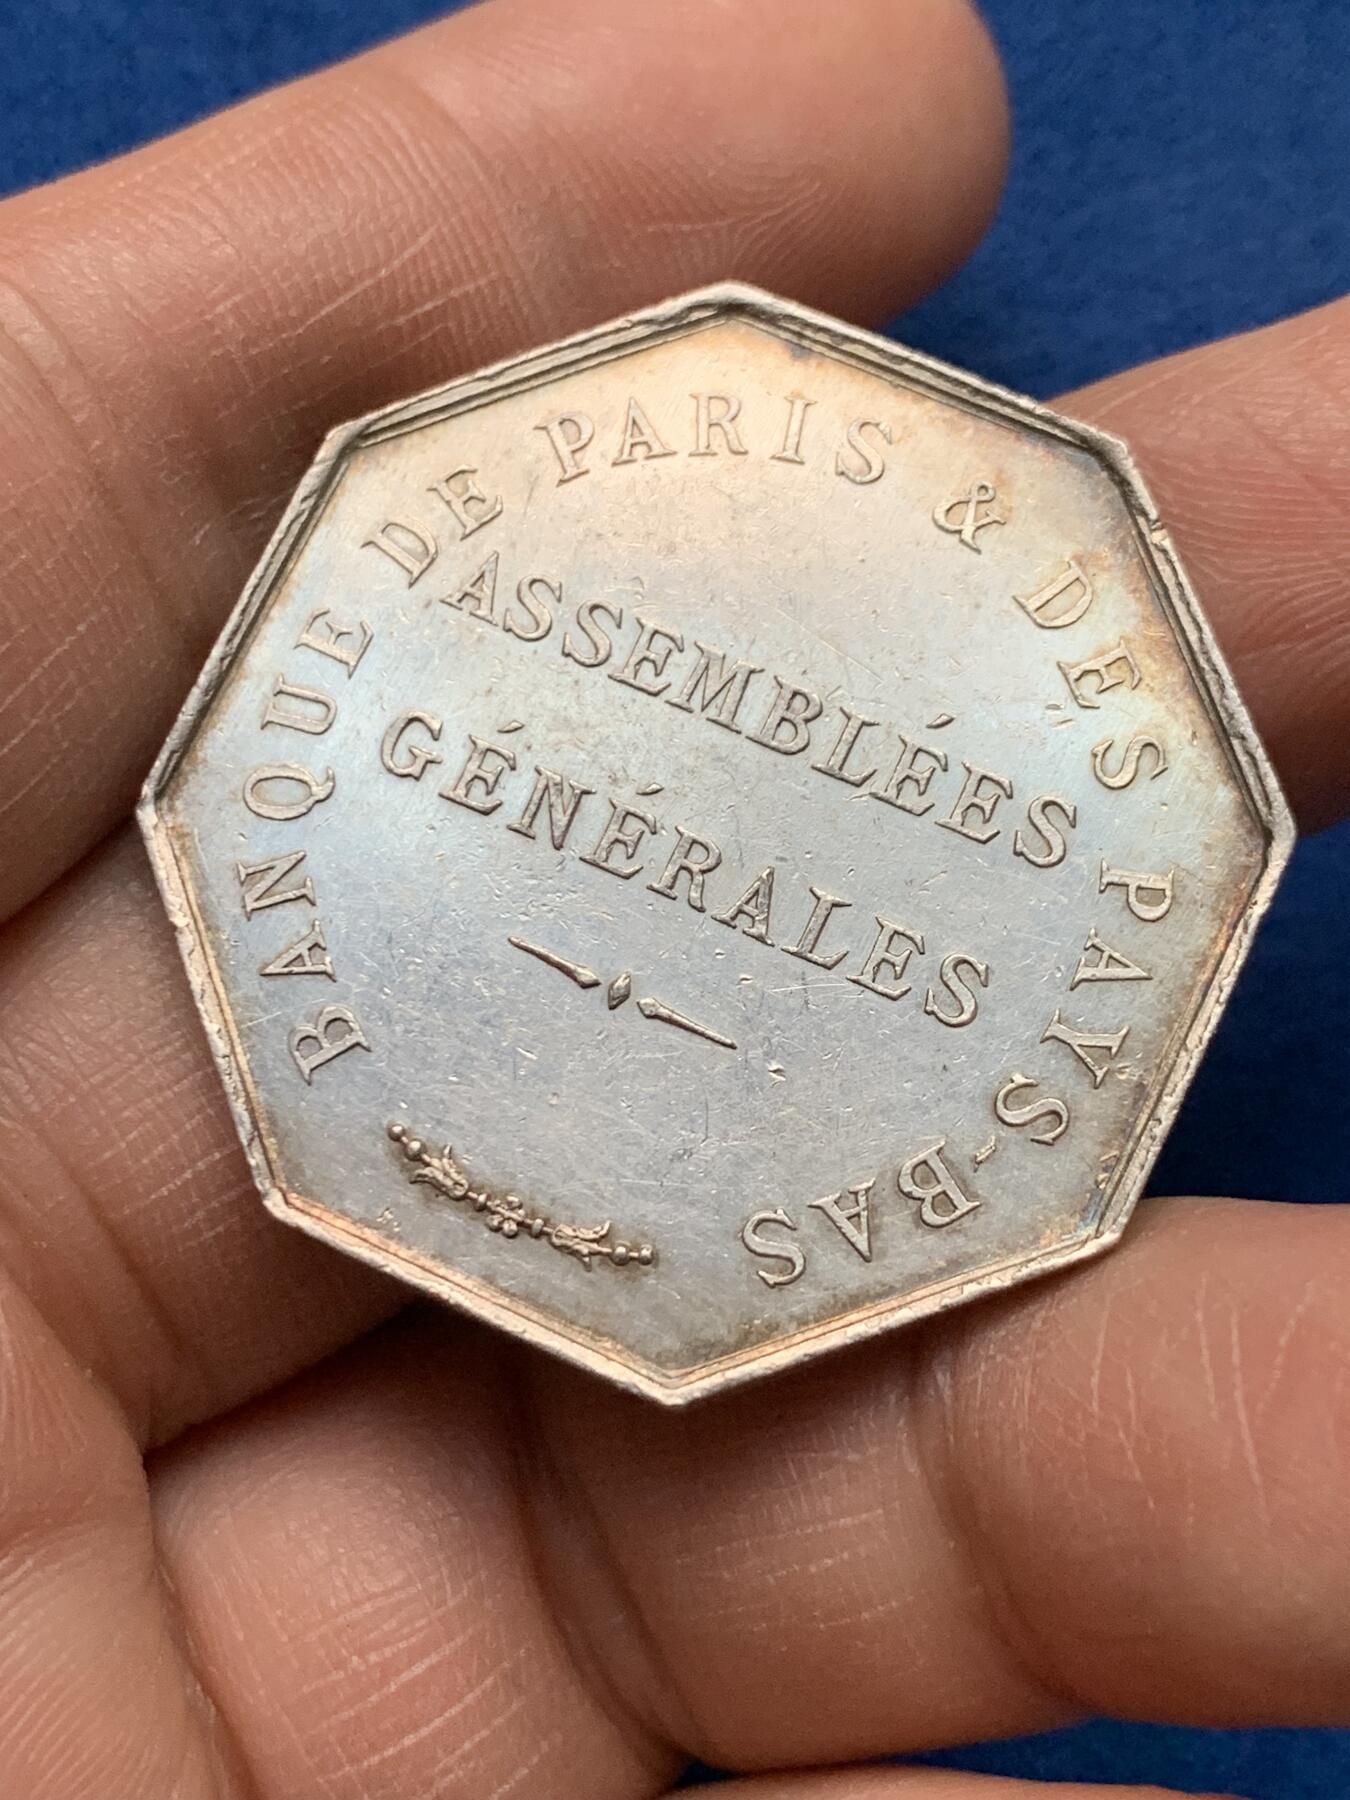 BANQUE DE PARIS & DES PAYS-BAS
ASSEMBLÉES
GÉNÉRALES